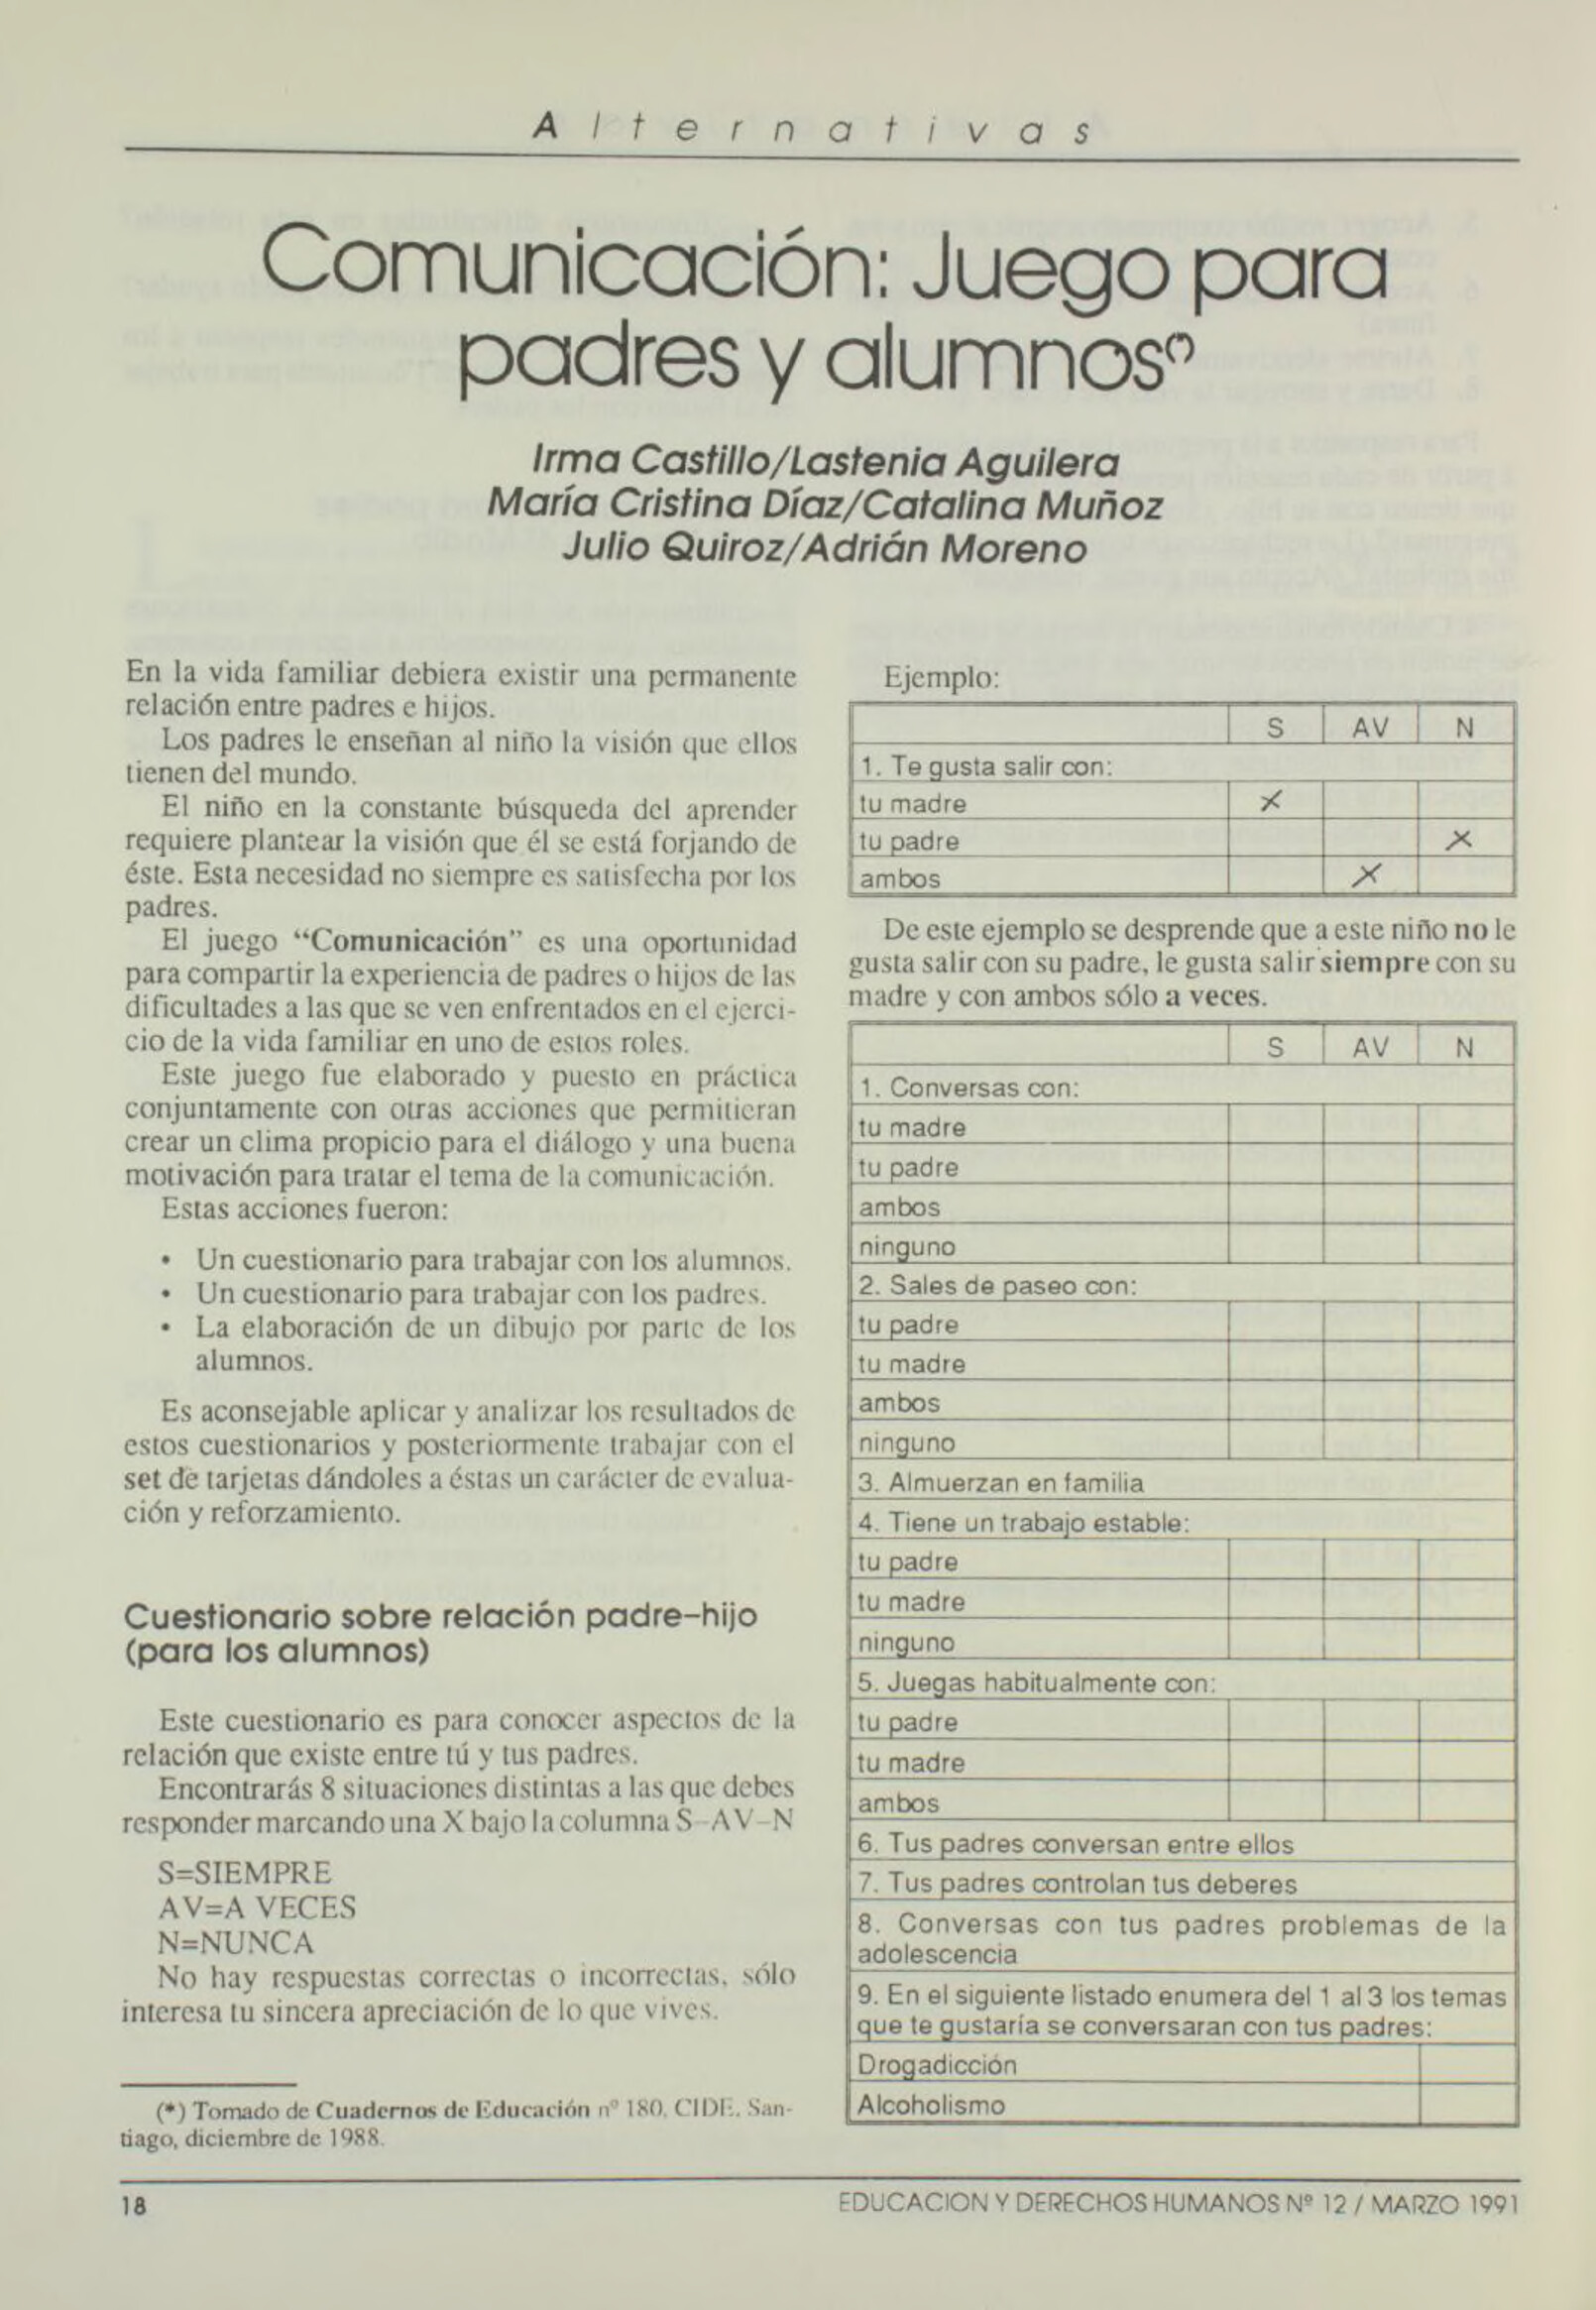 Alternativas
Comunicación: Juego para
padres y alumnos(*)
Irma Castillo/Lastenia Aguilera
María Cristina Díaz/Catalina Muñoz
Julio Quiroz/Adrián Moreno
En la vida familiar debiera existir una permanente
relación entre padres e hijos.
Los padres le enseñan al niño la visión que ellos
tienen del mundo.
El niño en la constante búsqueda del aprender
requiere plantear la visión que él se está forjando de
éste. Esta necesidad no siempre es satisfecha por los
padres.
El juego “Comunicación” es una oportunidad
para compartir la experiencia de padres o hijos de las
dificultades a las que se ven enfrentados en el ejerci-
cio de la vida familiar en uno de estos roles.
Este juego fue elaborado y puesto en práctica
conjuntamente con otras acciones que permitieran
crear un clima propicio para el diálogo y una buena
motivación para tratar el tema de la comunicación.
Estas acciones fueron:
• Un cuestionario para trabajar con los alumnos.
• Un cuestionario para trabajar con los padres.
• La elaboración de un dibujo por parte de los
alumnos.
Es aconsejable aplicar y analizar los resultados de
estos cuestionarios y posteriormente trabajar con el
set de tarjetas dándoles a éstas un carácter de evalua-
ción y reforzamiento.
Cuestionario sobre relación padre-hijo
(para los alumnos)
Este cuestionario es para conocer aspectos de la
relación que existe entre tú y tus padres.
Encontrarás 8 situaciones distintas a las que debes
responder marcando una X bajo la columna S-AV-N
S=SIEMPRE
AV=A VECES
N=NUNCA
No hay respuestas correctas o incorrectas, sólo
interesa tu sincera apreciación de lo que vives.
(*) Tomado de Cuadernos de Educación nº 180, CIDE, San-
tiago, diciembre de 1988.
Ejemplo:
S AV N
1. Te gusta salir con:
tu madre X
tu padre X
ambos X
De este ejemplo se desprende que a este niño no le
gusta salir con su padre, le gusta salir siempre con su
madre y con ambos sólo a veces.
S AV N
1. Conversas con:
tu madre
tu padre
ambos
ninguno
2. Sales de paseo con:
tu padre
tu madre
ambos
ninguno
3. Almuerzan en familia
4. Tiene un trabajo estable:
tu padre
tu madre
ninguno
5. Juegas habitualmente con:
tu padre
tu madre
ambos
6. Tus padres conversan entre ellos
7. Tus padres controlan tus deberes
8. Conversas con tus padres problemas de la
adolescencia
9. En el siguiente listado enumera del 1 al 3 los temas
que te gustaría se conversaran con tus padres:
Drogadicción
Alcoholismo
18
EDUCACION Y DERECHOS HUMANOS Nº 12 / MARZO 1991